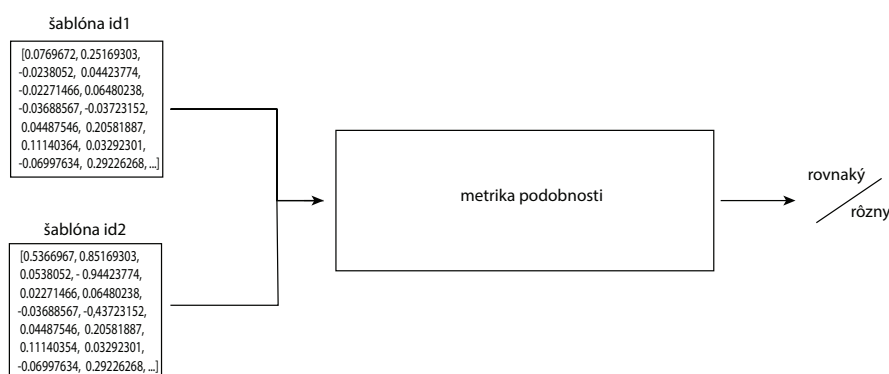 šablóna id1
[0.0769672, 0.25169303,
-0.0238052, 0.04423774,
-0.02271466, 0.06480238,
-0.03688567, -0.03723152,
0.04487546, 0.20581887,
0.11140364, 0.03292301,
-0.06997634, 0.29226268, ...]
metrika podobnosti
rovnaký
rôzny
šablóna id2
[0.5366967, 0.85169303,
0.0538052, - 0.94423774,
0.02271466, 0.06480238,
-0.03688567, -0,43723152,
0.04487546, 0.20581887,
0.11140354, 0.03292301,
-0.06997634, 0.29226268, ...]